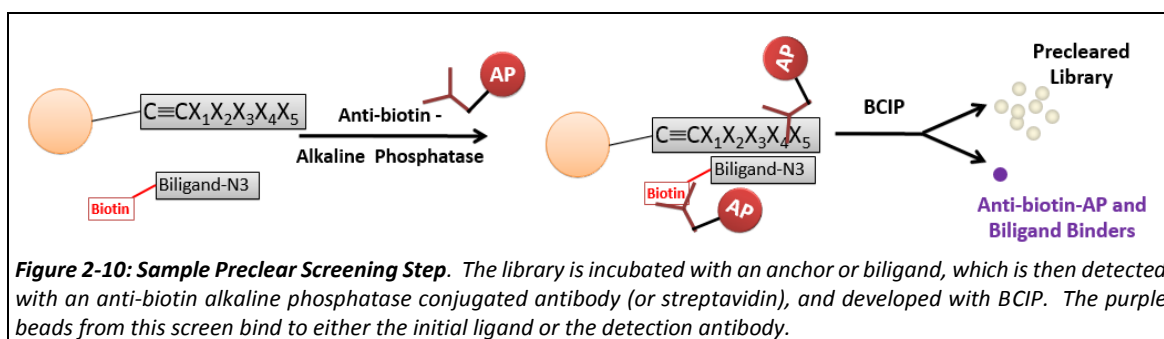 C≡CX1X2X3X4X5
Biotin
Biligand-N3
Anti-biotin -
Alkaline Phosphatase
AP
AP
C≡CX1X2X3X4X5
Biligand-N3
Biotin
AP
BCIP
Precleared
Library
Anti-biotin-AP and
Biligand Binders
Figure 2-10: Sample Preclear Screening Step. The library is incubated with an anchor or biligand, which is then detected
with an anti-biotin alkaline phosphatase conjugated antibody (or streptavidin), and developed with BCIP. The purple
beads from this screen bind to either the initial ligand or the detection antibody.